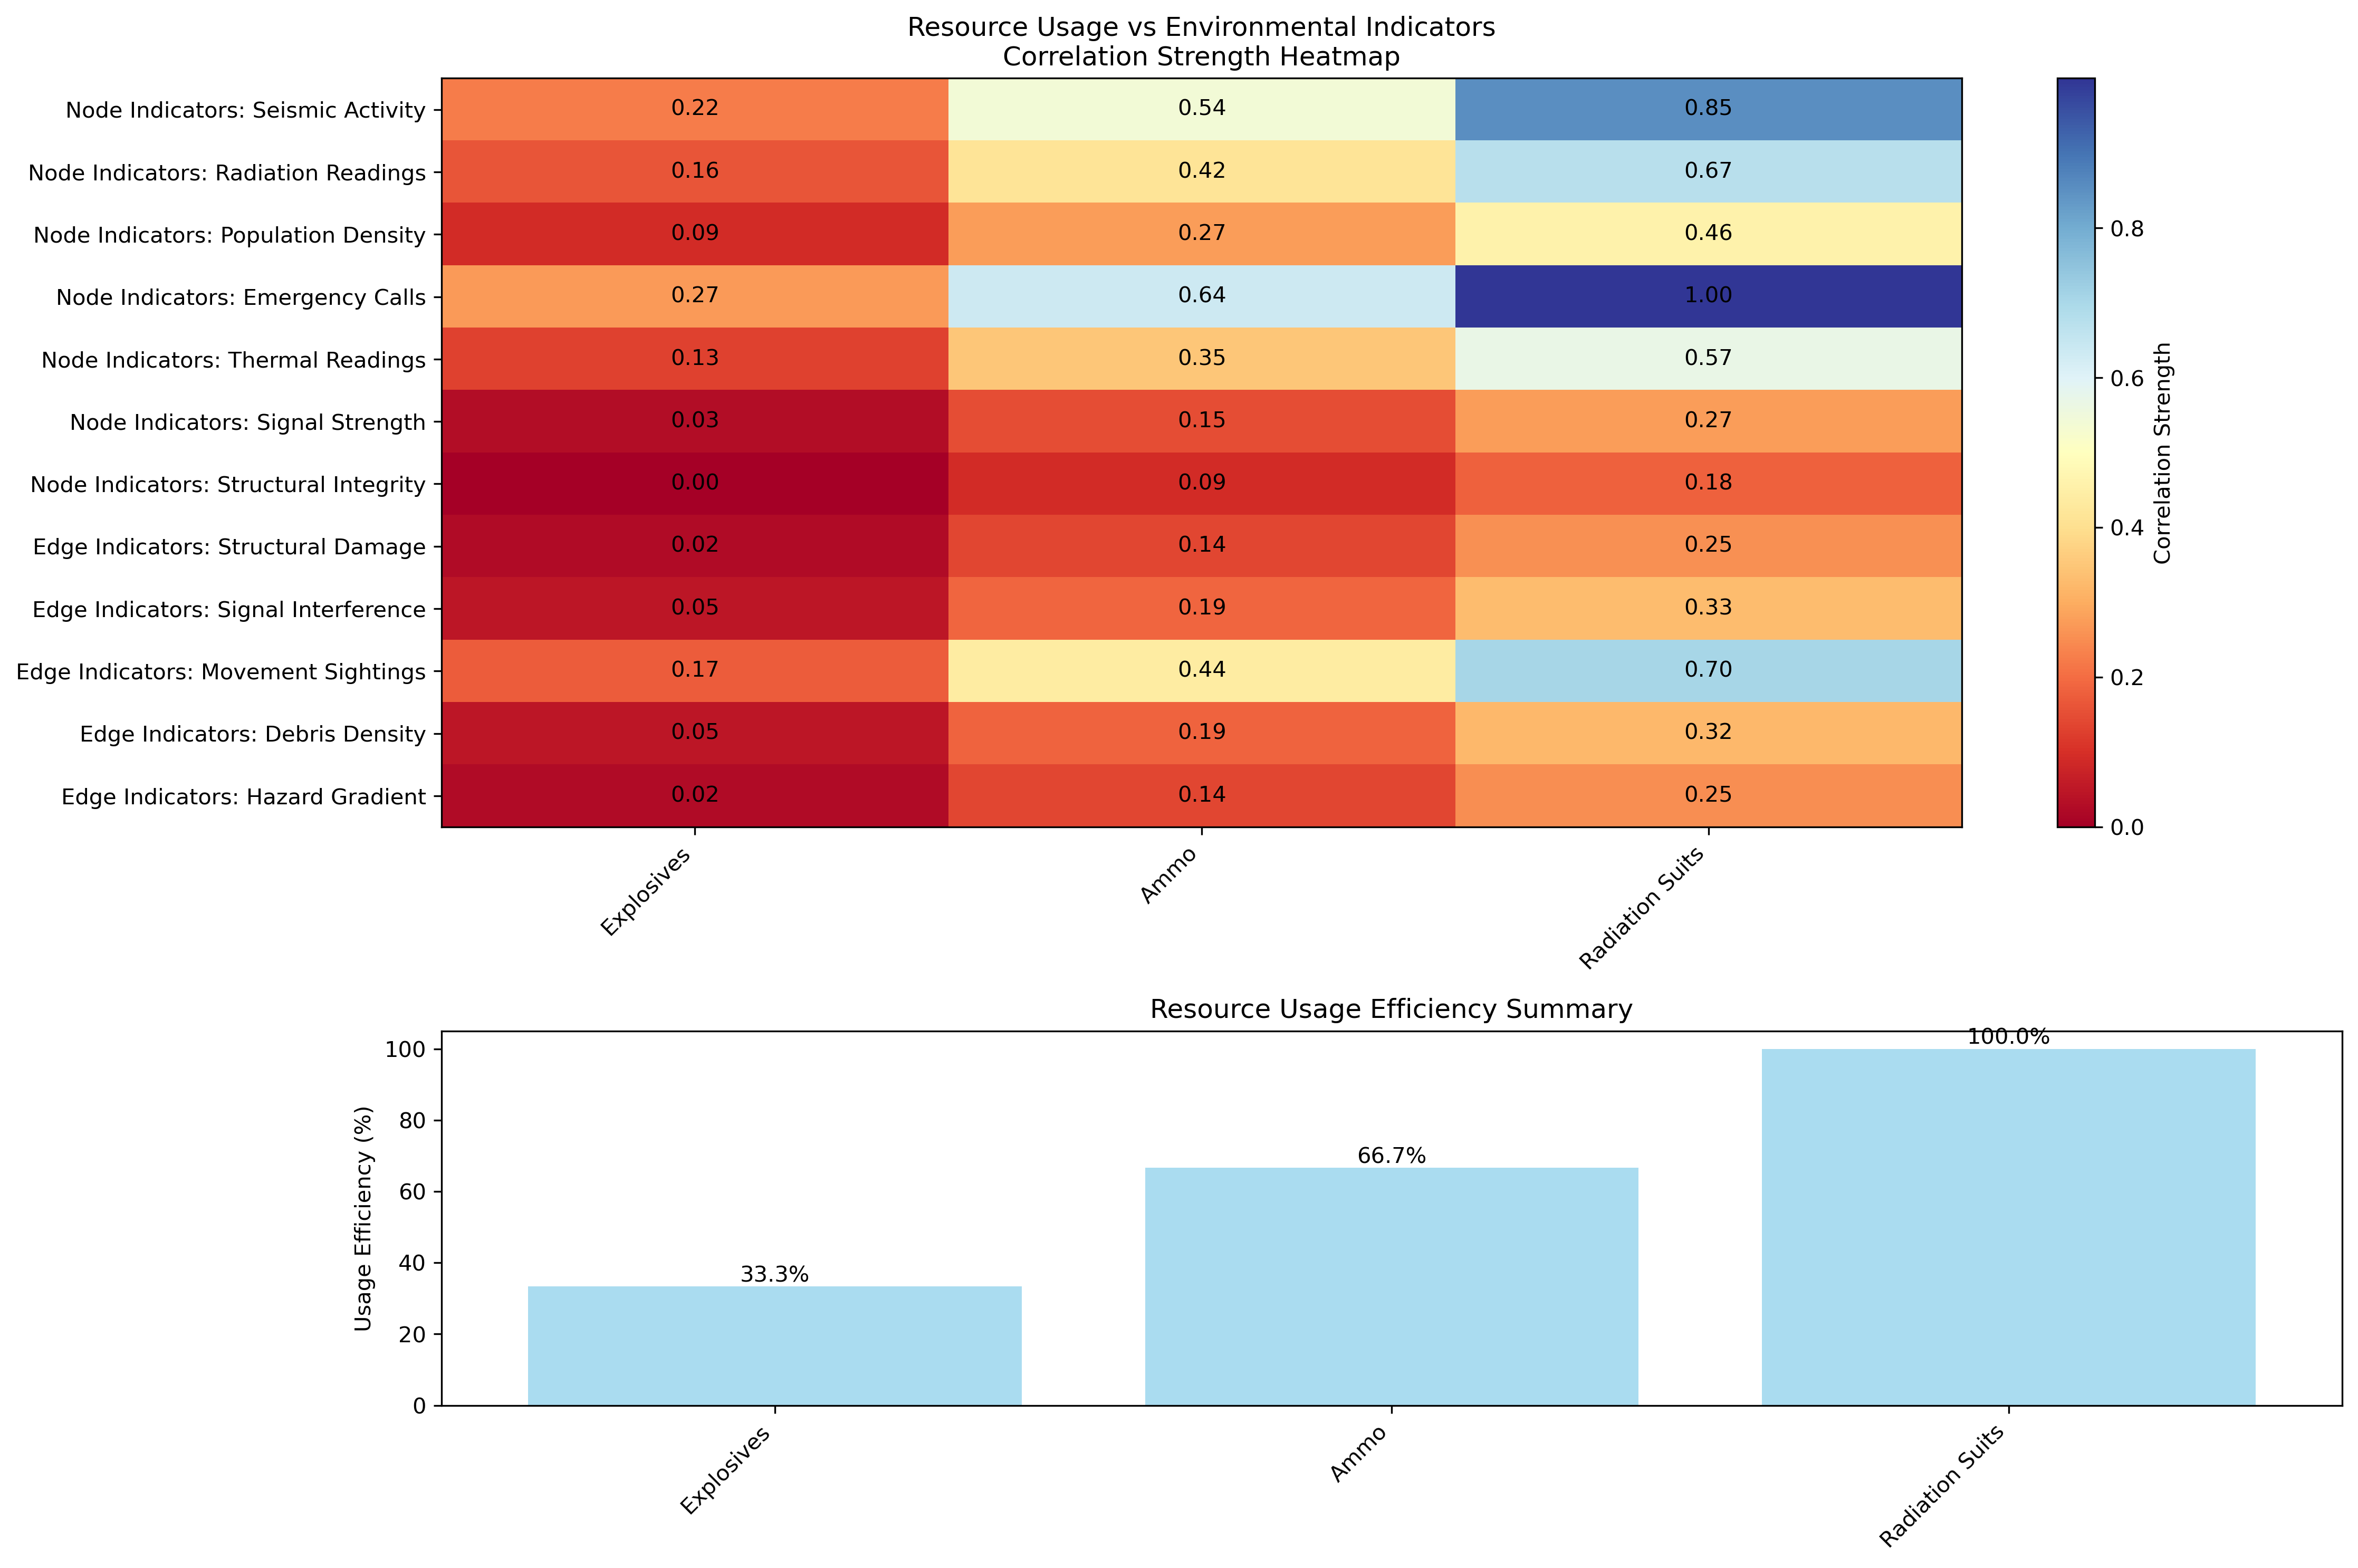 Resource Usage vs Environmental Indicators
Correlation Strength Heatmap
Node Indicators: Seismic Activity 0.22 0.54 0.85
Node Indicators: Radiation Readings 0.16 0.42 0.67
Node Indicators: Population Density 0.09 0.27 0.46
Node Indicators: Emergency Calls 0.27 0.64 1.00
Node Indicators: Thermal Readings 0.13 0.35 0.57
Node Indicators: Signal Strength 0.03 0.15 0.27
Node Indicators: Structural Integrity 0.00 0.09 0.18
Edge Indicators: Structural Damage 0.02 0.14 0.25
Edge Indicators: Signal Interference 0.05 0.19 0.33
Edge Indicators: Movement Sightings 0.17 0.44 0.70
Edge Indicators: Debris Density 0.05 0.19 0.32
Edge Indicators: Hazard Gradient 0.02 0.14 0.25
Explosives
Ammo
Radiation Suits
0.8
0.6
0.4
0.2
0.0
Correlation Strength
Resource Usage Efficiency Summary
Usage Efficiency (%)
100
80
60
40
20
0
33.3%
66.7%
100.0%
Explosives
Ammo
Radiation Suits